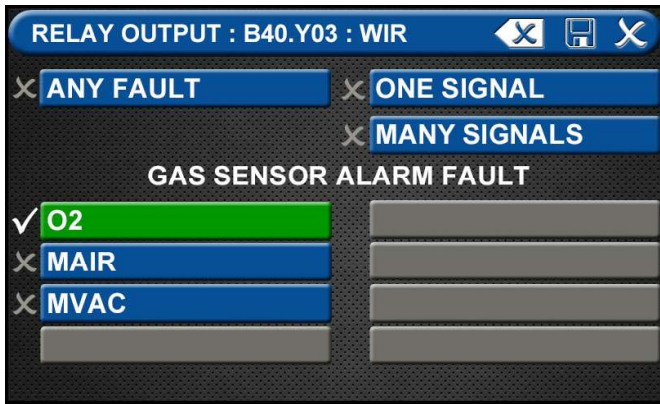 RELAY OUTPUT : B40.Y03 : WIR
ANY FAULT
ONE SIGNAL
MANY SIGNALS
GAS SENSOR ALARM FAULT
O2
MAIR
MVAC